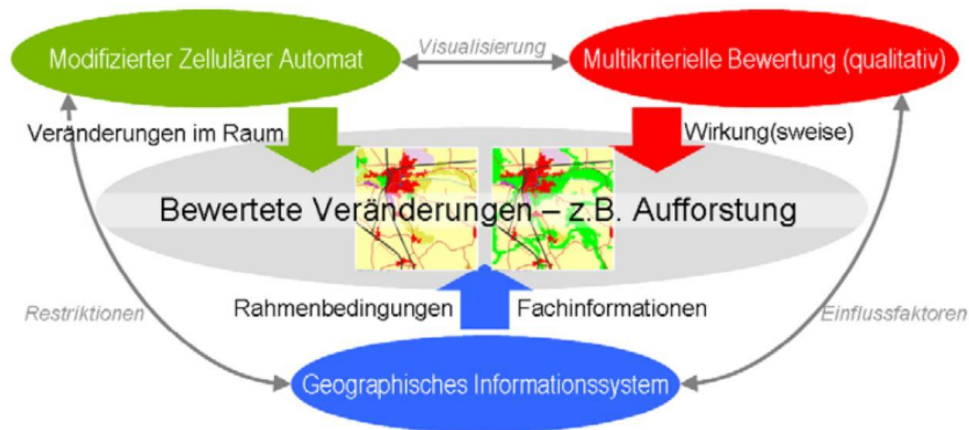 Modifizierter Zellulärer Automat
Visualisierung
Multikriterielle Bewertung (qualitativ)
Veränderungen im Raum
Wirkung(sweise)
Bewertete Veränderungen – z.B. Aufforstung
Restriktionen
Rahmenbedingungen
Fachinformationen
Einflussfaktoren
Geographisches Informationssystem